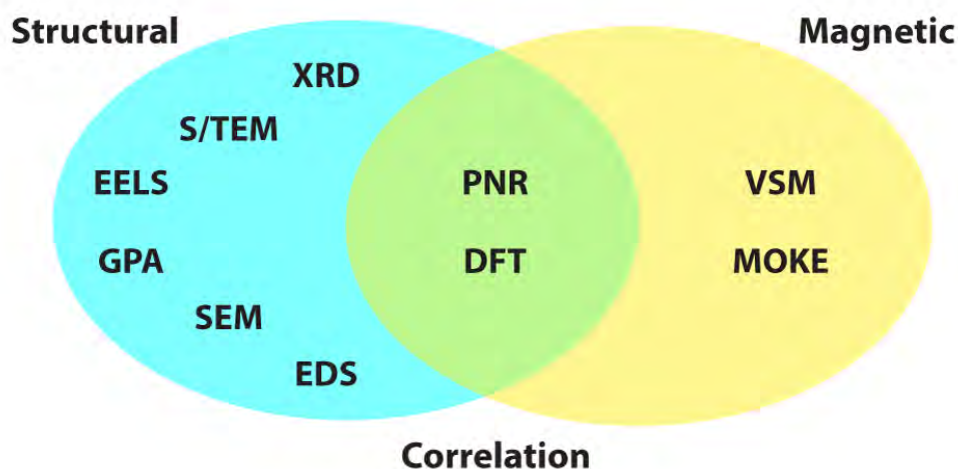 Structural
Magnetic
XRD
S/TEM
EELS
GPA
SEM
EDS
PNR
DFT
VSM
MOKE
Correlation